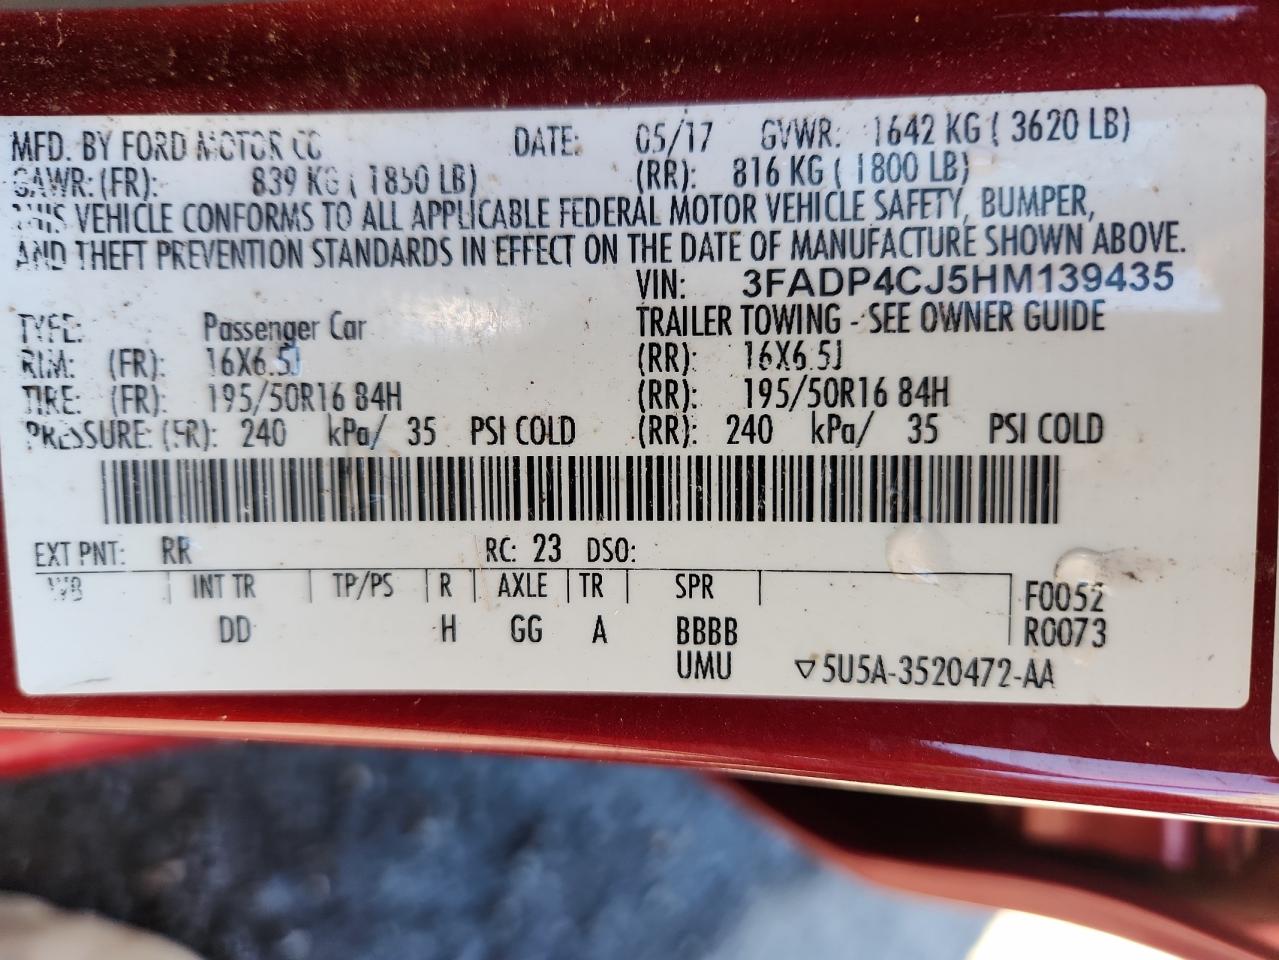 MFD. BY FORD MOTOR CO DATE: 05/17 GVWR: 1642 KG ( 3620 LB)
GAWR: (FR): 839 KG ( 1850 LB) (RR): 816 KG ( 1800 LB)
THIS VEHICLE CONFORMS TO ALL APPLICABLE FEDERAL MOTOR VEHICLE SAFETY, BUMPER,
AND THEFT PREVENTION STANDARDS IN EFFECT ON THE DATE OF MANUFACTURE SHOWN ABOVE.
VIN: 3FADP4CJ5HM139435
TYPE: Passenger Car TRAILER TOWING - SEE OWNER GUIDE
RIM: (FR): 16X6.5J (RR): 16X6.5J
TIRE: (FR): 195/50R16 84H (RR): 195/50R16 84H
PRESSURE: (FR): 240 kPa/ 35 PSI COLD (RR): 240 kPa/ 35 PSI COLD
EXT PNT: RR RC: 23 DSO:
WB INT TR TP/PS R AXLE TR SPR F0052
DD H GG A BBBB R0073
UMU ▽5U5A-3520472-AA